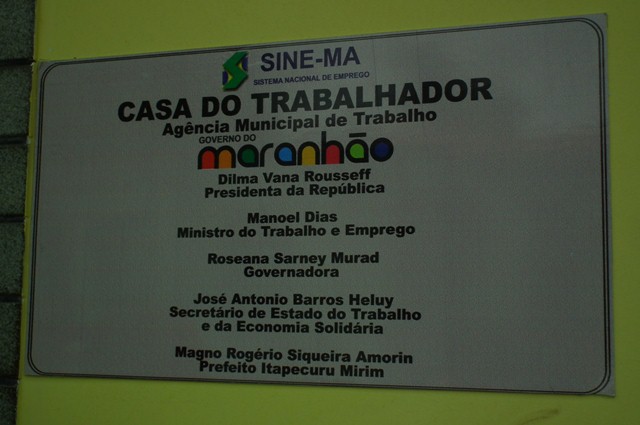 SINE-MA
SISTEMA NACIONAL DE EMPREGO
CASA DO TRABALHADOR
Agência Municipal de Trabalho
GOVERNO DO
maranhão
Dilma Vana Rousseff
Presidenta da República
Manoel Dias
Ministro do Trabalho e Emprego
Roseana Sarney Murad
Governadora
José Antonio Barros Heluy
Secretário de Estado do Trabalho
e da Economia Solidária
Magno Rogério Siqueira Amorin
Prefeito Itapecuru Mirim